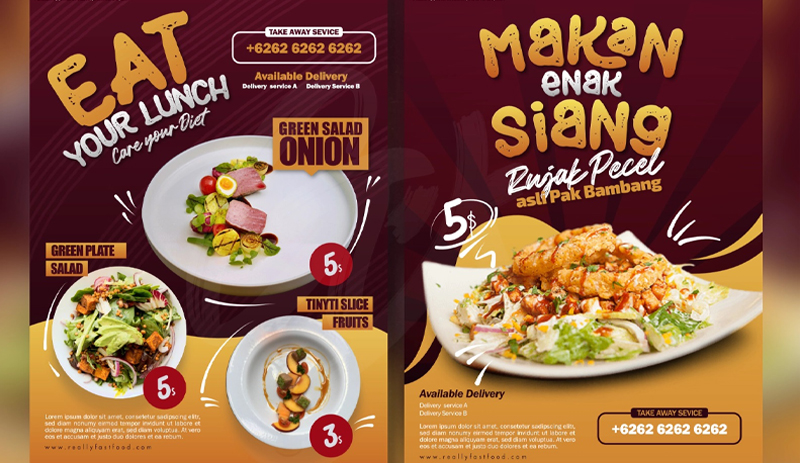 EAT
YOUR LUNCH
Care your Diet
TAKE AWAY SEVICE
+6262 6262 6262
Available Delivery
Delivery service A Delivery Service B
GREEN SALAD
ONION
5$
GREEN PLATE
SALAD
5$
TINYTI SLICE
FRUITS
3$
Lorem ipsum dolor sit amet, consetetur sadipscing elitr,
sed diam nonumy eirmod tempor invidunt ut labore et
dolore magna aliquyam erat, sed diam voluptua. At vero
eos et accusam et justo duo dolores et ea rebum.
www.reallyfastfood.com
Makan
enak
Siang
Rujak Pecel
asli Pak Bambang
5$
Available Delivery
Delivery service A
Delivery Service B
Lorem ipsum dolor sit amet, consetetur sadipscing elitr,
sed diam nonumy eirmod tempor invidunt ut labore et
dolore magna aliquyam erat, sed diam voluptua. At vero
eos et accusam et justo duo dolores et ea rebum.
www.reallyfastfood.com
TAKE AWAY SEVICE
+6262 6262 6262